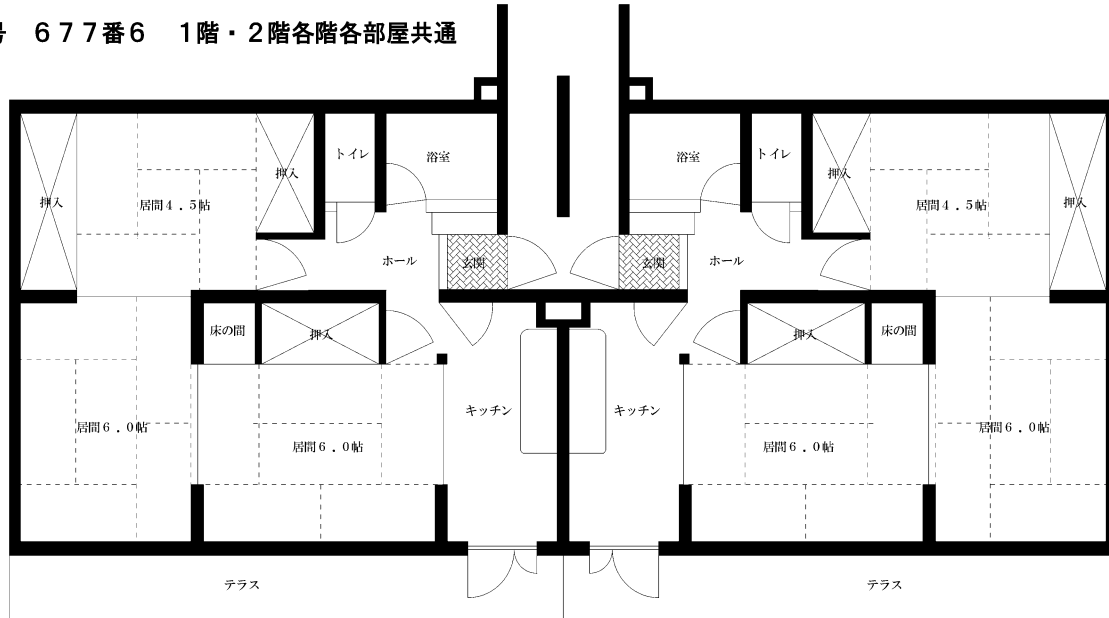 号 677番6 1階・2階各階各部屋共通
トイレ 浴室 浴室 トイレ
押入 居間4.5帖 押入 押入 居間4.5帖 押入
ホール 玄関 玄関 ホール
床の間 押入 押入 床の間
キッチン キッチン
居間6.0帖 居間6.0帖 居間6.0帖 居間6.0帖
テラス テラス